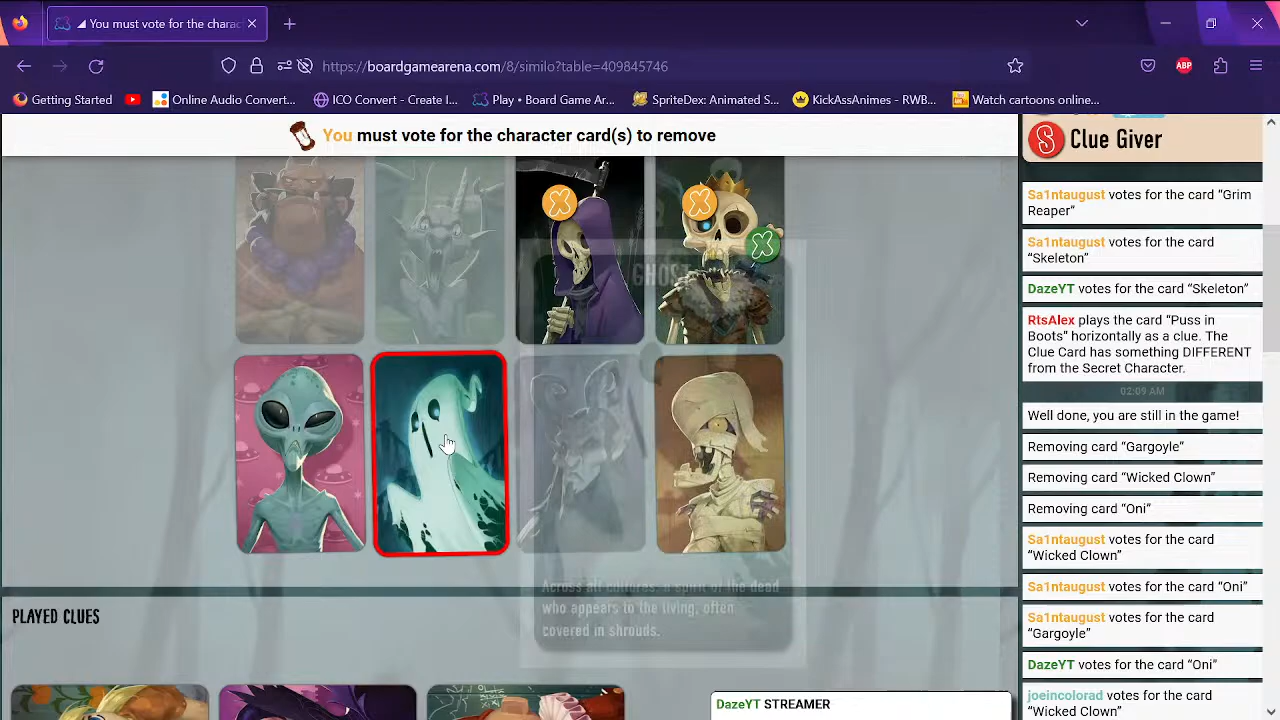 You must vote for the charac
https://boardgamearena.com/8/similo?table=409845746
ABP
Getting Started
Online Audio Convert...
ICO Convert - Create I...
Play • Board Game Ar...
SpriteDex: Animated S...
KickAssAnimes - RWB...
Watch cartoons online...
You must vote for the character card(s) to remove
GHOST
Across all cultures, a spirit of the dead
who appears to the living, often
covered in shrouds.
PLAYED CLUES
DazeYT STREAMER
S Clue Giver
Sa1ntaugust votes for the card “Grim
Reaper”
Sa1ntaugust votes for the card
“Skeleton”
DazeYT votes for the card “Skeleton”
RtsAlex plays the card “Puss in
Boots” horizontally as a clue. The
Clue Card has something DIFFERENT
from the Secret Character.
02:09 AM
Well done, you are still in the game!
Removing card “Gargoyle”
Removing card “Wicked Clown”
Removing card “Oni”
Sa1ntaugust votes for the card
“Wicked Clown”
Sa1ntaugust votes for the card “Oni”
Sa1ntaugust votes for the card
“Gargoyle”
DazeYT votes for the card “Oni”
joeincolorad votes for the card
“Wicked Clown”